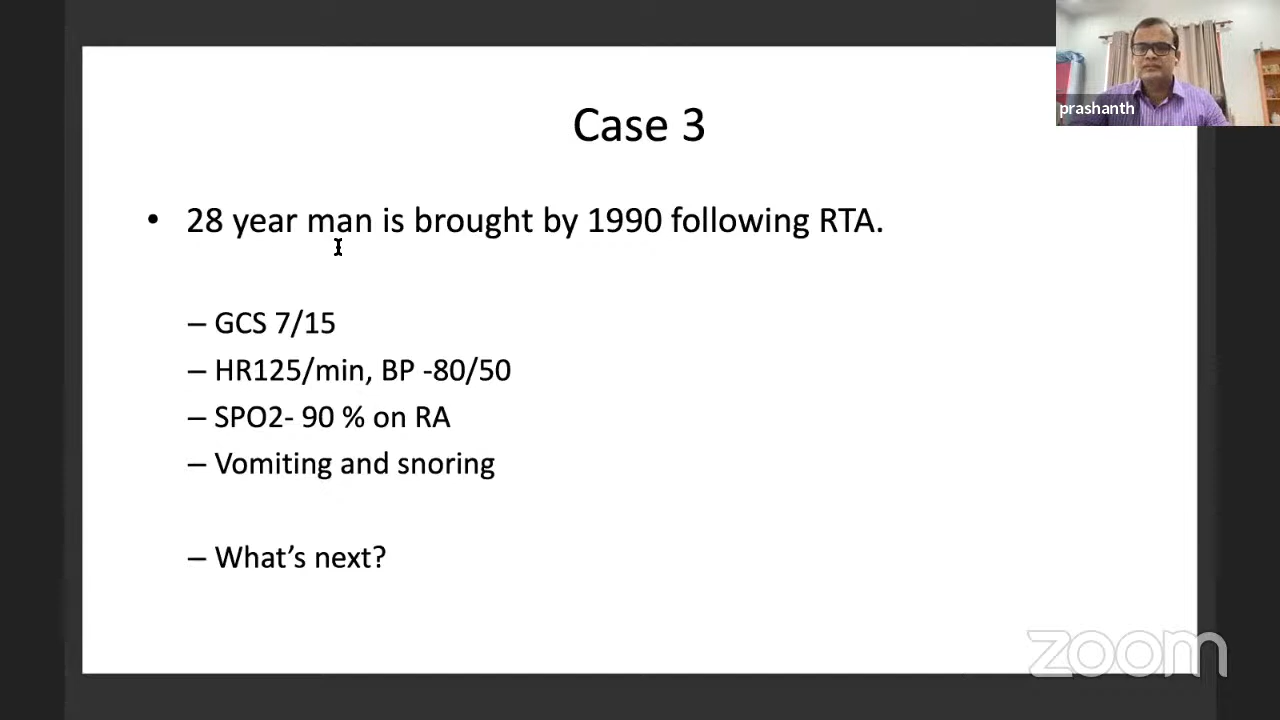 prashanth
Case 3
• 28 year man is brought by 1990 following RTA.
– GCS 7/15
– HR125/min, BP -80/50
– SPO2- 90 % on RA
– Vomiting and snoring
– What's next?
zoom